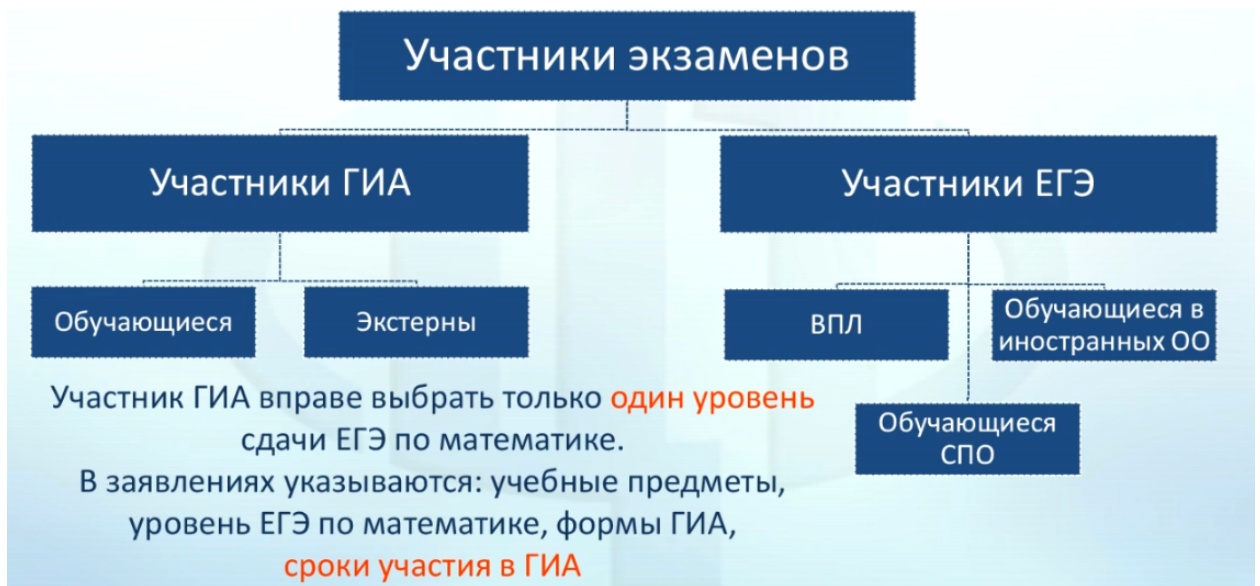 Участники экзаменов
Участники ГИА
Участники ЕГЭ
Обучающиеся
Экстерны
ВПЛ
Обучающиеся в
иностранных ОО
Обучающиеся
СПО
Участник ГИА вправе выбрать только один уровень
сдачи ЕГЭ по математике.
В заявлениях указываются: учебные предметы,
уровень ЕГЭ по математике, формы ГИА,
сроки участия в ГИА